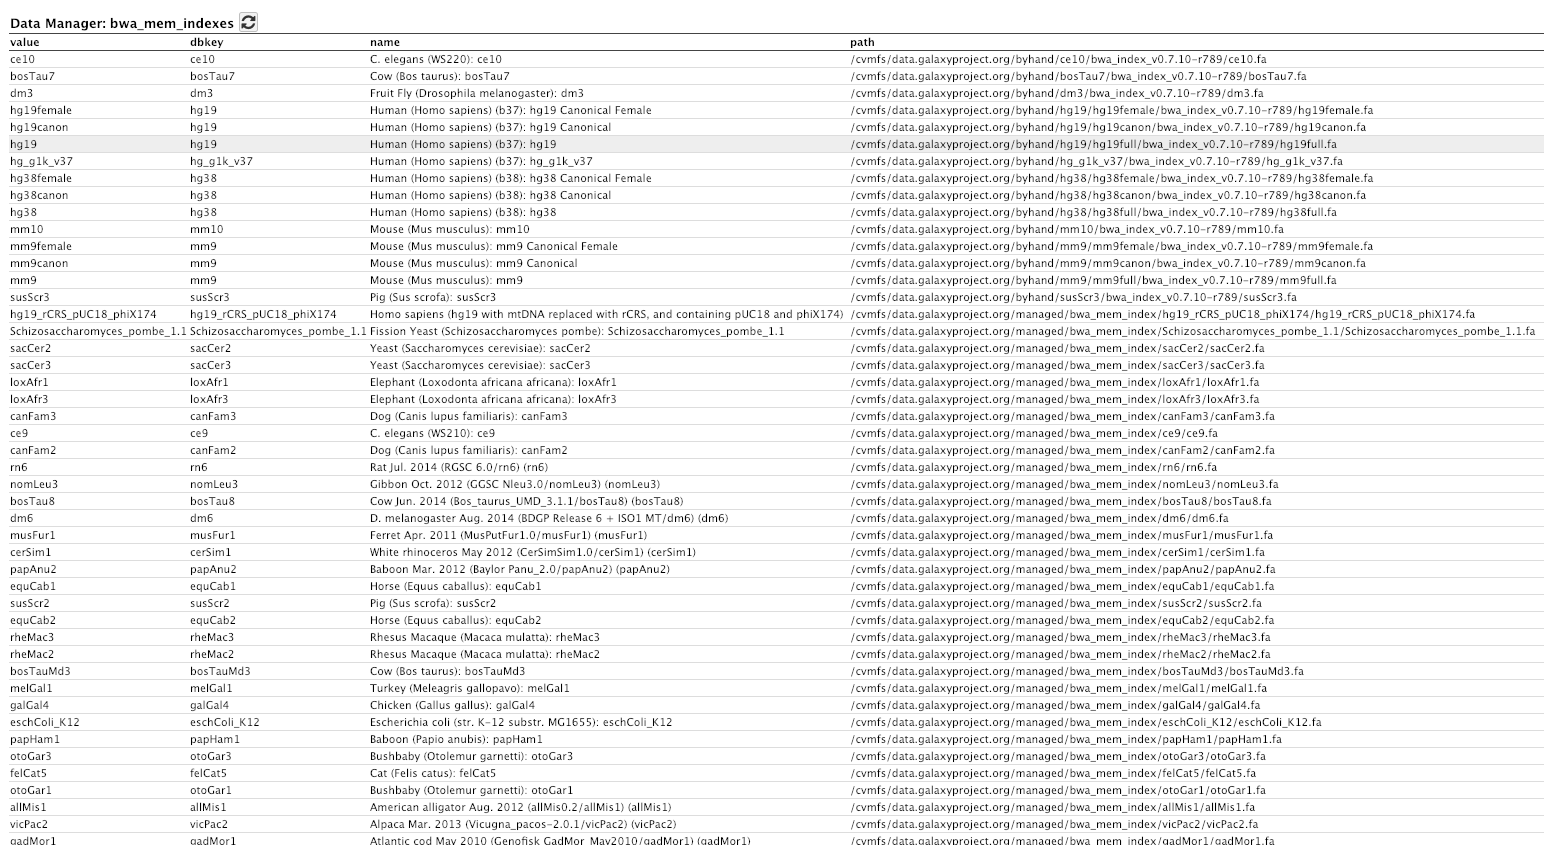 Data Manager: bwa_mem_indexes
value dbkey name path
ce10 ce10 C. elegans (WS220): ce10 /cvmfs/data.galaxyproject.org/byhand/ce10/bwa_index_v0.7.10-r789/ce10.fa
bosTau7 bosTau7 Cow (Bos taurus): bosTau7 /cvmfs/data.galaxyproject.org/byhand/bosTau7/bwa_index_v0.7.10-r789/bosTau7.fa
dm3 dm3 Fruit Fly (Drosophila melanogaster): dm3 /cvmfs/data.galaxyproject.org/byhand/dm3/bwa_index_v0.7.10-r789/dm3.fa
hg19female hg19 Human (Homo sapiens) (b37): hg19 Canonical Female /cvmfs/data.galaxyproject.org/byhand/hg19/hg19female/bwa_index_v0.7.10-r789/hg19female.fa
hg19canon hg19 Human (Homo sapiens) (b37): hg19 Canonical /cvmfs/data.galaxyproject.org/byhand/hg19/hg19canon/bwa_index_v0.7.10-r789/hg19canon.fa
hg19 hg19 Human (Homo sapiens) (b37): hg19 /cvmfs/data.galaxyproject.org/byhand/hg19/hg19full/bwa_index_v0.7.10-r789/hg19full.fa
hg_g1k_v37 hg_g1k_v37 Human (Homo sapiens) (b37): hg_g1k_v37 /cvmfs/data.galaxyproject.org/byhand/hg_g1k_v37/bwa_index_v0.7.10-r789/hg_g1k_v37.fa
hg38female hg38 Human (Homo sapiens) (b38): hg38 Canonical Female /cvmfs/data.galaxyproject.org/byhand/hg38/hg38female/bwa_index_v0.7.10-r789/hg38female.fa
hg38canon hg38 Human (Homo sapiens) (b38): hg38 Canonical /cvmfs/data.galaxyproject.org/byhand/hg38/hg38canon/bwa_index_v0.7.10-r789/hg38canon.fa
hg38 hg38 Human (Homo sapiens) (b38): hg38 /cvmfs/data.galaxyproject.org/byhand/hg38/hg38full/bwa_index_v0.7.10-r789/hg38full.fa
mm10 mm10 Mouse (Mus musculus): mm10 /cvmfs/data.galaxyproject.org/byhand/mm10/bwa_index_v0.7.10-r789/mm10.fa
mm9female mm9 Mouse (Mus musculus): mm9 Canonical Female /cvmfs/data.galaxyproject.org/byhand/mm9/mm9female/bwa_index_v0.7.10-r789/mm9female.fa
mm9canon mm9 Mouse (Mus musculus): mm9 Canonical /cvmfs/data.galaxyproject.org/byhand/mm9/mm9canon/bwa_index_v0.7.10-r789/mm9canon.fa
mm9 mm9 Mouse (Mus musculus): mm9 /cvmfs/data.galaxyproject.org/byhand/mm9/mm9full/bwa_index_v0.7.10-r789/mm9full.fa
susScr3 susScr3 Pig (Sus scrofa): susScr3 /cvmfs/data.galaxyproject.org/byhand/susScr3/bwa_index_v0.7.10-r789/susScr3.fa
hg19_rCRS_pUC18_phiX174 hg19_rCRS_pUC18_phiX174 Homo sapiens (hg19 with mtDNA replaced with rCRS, and containing pUC18 and phiX174) /cvmfs/data.galaxyproject.org/managed/bwa_mem_index/hg19_rCRS_pUC18_phiX174/hg19_rCRS_pUC18_phiX174.fa
Schizosaccharomyces_pombe_1.1 Schizosaccharomyces_pombe_1.1 Fission Yeast (Schizosaccharomyces pombe): Schizosaccharomyces_pombe_1.1 /cvmfs/data.galaxyproject.org/managed/bwa_mem_index/Schizosaccharomyces_pombe_1.1/Schizosaccharomyces_pombe_1.1.fa
sacCer2 sacCer2 Yeast (Saccharomyces cerevisiae): sacCer2 /cvmfs/data.galaxyproject.org/managed/bwa_mem_index/sacCer2/sacCer2.fa
sacCer3 sacCer3 Yeast (Saccharomyces cerevisiae): sacCer3 /cvmfs/data.galaxyproject.org/managed/bwa_mem_index/sacCer3/sacCer3.fa
loxAfr1 loxAfr1 Elephant (Loxodonta africana africana): loxAfr1 /cvmfs/data.galaxyproject.org/managed/bwa_mem_index/loxAfr1/loxAfr1.fa
loxAfr3 loxAfr3 Elephant (Loxodonta africana africana): loxAfr3 /cvmfs/data.galaxyproject.org/managed/bwa_mem_index/loxAfr3/loxAfr3.fa
canFam3 canFam3 Dog (Canis lupus familiaris): canFam3 /cvmfs/data.galaxyproject.org/managed/bwa_mem_index/canFam3/canFam3.fa
ce9 ce9 C. elegans (WS210): ce9 /cvmfs/data.galaxyproject.org/managed/bwa_mem_index/ce9/ce9.fa
canFam2 canFam2 Dog (Canis lupus familiaris): canFam2 /cvmfs/data.galaxyproject.org/managed/bwa_mem_index/canFam2/canFam2.fa
rn6 rn6 Rat Jul. 2014 (RGSC 6.0/rn6) (rn6) /cvmfs/data.galaxyproject.org/managed/bwa_mem_index/rn6/rn6.fa
nomLeu3 nomLeu3 Gibbon Oct. 2012 (GGSC Nleu3.0/nomLeu3) (nomLeu3) /cvmfs/data.galaxyproject.org/managed/bwa_mem_index/nomLeu3/nomLeu3.fa
bosTau8 bosTau8 Cow Jun. 2014 (Bos_taurus_UMD_3.1.1/bosTau8) (bosTau8) /cvmfs/data.galaxyproject.org/managed/bwa_mem_index/bosTau8/bosTau8.fa
dm6 dm6 D. melanogaster Aug. 2014 (BDGP Release 6 + ISO1 MT/dm6) (dm6) /cvmfs/data.galaxyproject.org/managed/bwa_mem_index/dm6/dm6.fa
musFur1 musFur1 Ferret Apr. 2011 (MusPutFur1.0/musFur1) (musFur1) /cvmfs/data.galaxyproject.org/managed/bwa_mem_index/musFur1/musFur1.fa
cerSim1 cerSim1 White rhinoceros May 2012 (CerSimSim1.0/cerSim1) (cerSim1) /cvmfs/data.galaxyproject.org/managed/bwa_mem_index/cerSim1/cerSim1.fa
papAnu2 papAnu2 Baboon Mar. 2012 (Baylor Panu_2.0/papAnu2) (papAnu2) /cvmfs/data.galaxyproject.org/managed/bwa_mem_index/papAnu2/papAnu2.fa
equCab1 equCab1 Horse (Equus caballus): equCab1 /cvmfs/data.galaxyproject.org/managed/bwa_mem_index/equCab1/equCab1.fa
susScr2 susScr2 Pig (Sus scrofa): susScr2 /cvmfs/data.galaxyproject.org/managed/bwa_mem_index/susScr2/susScr2.fa
equCab2 equCab2 Horse (Equus caballus): equCab2 /cvmfs/data.galaxyproject.org/managed/bwa_mem_index/equCab2/equCab2.fa
rheMac3 rheMac3 Rhesus Macaque (Macaca mulatta): rheMac3 /cvmfs/data.galaxyproject.org/managed/bwa_mem_index/rheMac3/rheMac3.fa
rheMac2 rheMac2 Rhesus Macaque (Macaca mulatta): rheMac2 /cvmfs/data.galaxyproject.org/managed/bwa_mem_index/rheMac2/rheMac2.fa
bosTauMd3 bosTauMd3 Cow (Bos taurus): bosTauMd3 /cvmfs/data.galaxyproject.org/managed/bwa_mem_index/bosTauMd3/bosTauMd3.fa
melGal1 melGal1 Turkey (Meleagris gallopavo): melGal1 /cvmfs/data.galaxyproject.org/managed/bwa_mem_index/melGal1/melGal1.fa
galGal4 galGal4 Chicken (Gallus gallus): galGal4 /cvmfs/data.galaxyproject.org/managed/bwa_mem_index/galGal4/galGal4.fa
eschColi_K12 eschColi_K12 Escherichia coli (str. K-12 substr. MG1655): eschColi_K12 /cvmfs/data.galaxyproject.org/managed/bwa_mem_index/eschColi_K12/eschColi_K12.fa
papHam1 papHam1 Baboon (Papio anubis): papHam1 /cvmfs/data.galaxyproject.org/managed/bwa_mem_index/papHam1/papHam1.fa
otoGar3 otoGar3 Bushbaby (Otolemur garnetti): otoGar3 /cvmfs/data.galaxyproject.org/managed/bwa_mem_index/otoGar3/otoGar3.fa
felCat5 felCat5 Cat (Felis catus): felCat5 /cvmfs/data.galaxyproject.org/managed/bwa_mem_index/felCat5/felCat5.fa
otoGar1 otoGar1 Bushbaby (Otolemur garnetti): otoGar1 /cvmfs/data.galaxyproject.org/managed/bwa_mem_index/otoGar1/otoGar1.fa
allMis1 allMis1 American alligator Aug. 2012 (allMis0.2/allMis1) (allMis1) /cvmfs/data.galaxyproject.org/managed/bwa_mem_index/allMis1/allMis1.fa
vicPac2 vicPac2 Alpaca Mar. 2013 (Vicugna_pacos-2.0.1/vicPac2) (vicPac2) /cvmfs/data.galaxyproject.org/managed/bwa_mem_index/vicPac2/vicPac2.fa
gadMor1 gadMor1 Atlantic cod May 2010 (Genofisk GadMor_May2010/gadMor1) (gadMor1) /cvmfs/data.galaxyproject.org/managed/bwa_mem_index/gadMor1/gadMor1.fa